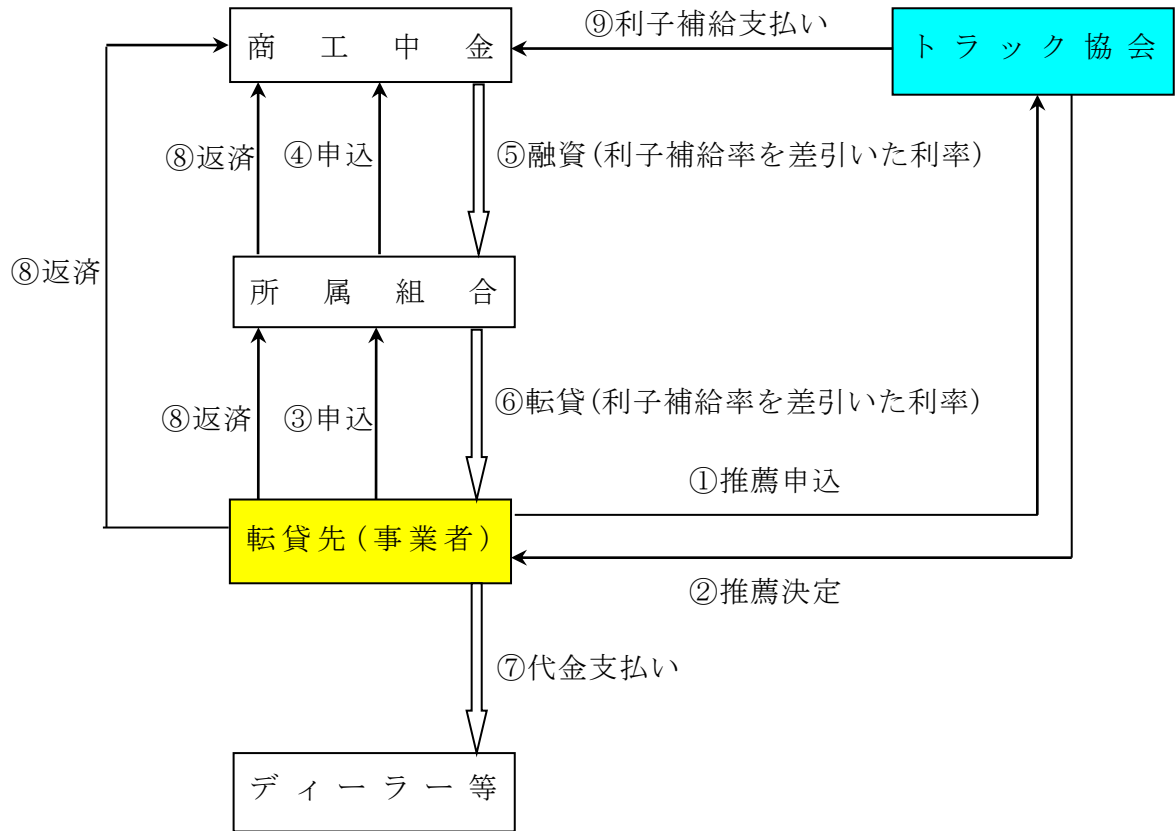 ⑨利子補給支払い
商工中金
トラック協会
⑧返済
④申込
⑤融資(利子補給率を差引いた利率)
⑧返済
所属組合
⑧返済
③申込
⑥転貸(利子補給率を差引いた利率)
①推薦申込
転貸先(事業者)
②推薦決定
⑦代金支払い
ディーラー等